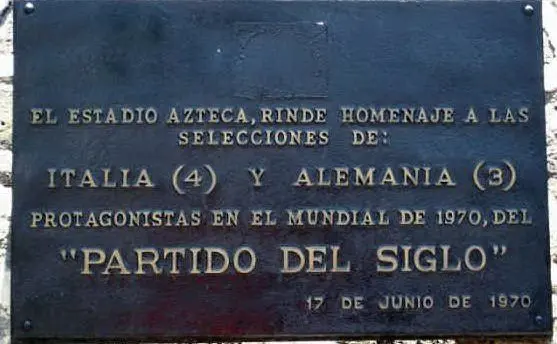 EL ESTADIO AZTECA, RINDE HOMENAJE A LAS
SELECCIONES DE:
ITALIA (4) Y ALEMANIA (3)
PROTAGONISTAS EN EL MUNDIAL DE 1970, DEL
"PARTIDO DEL SIGLO"
17 DE JUNIO DE 1970